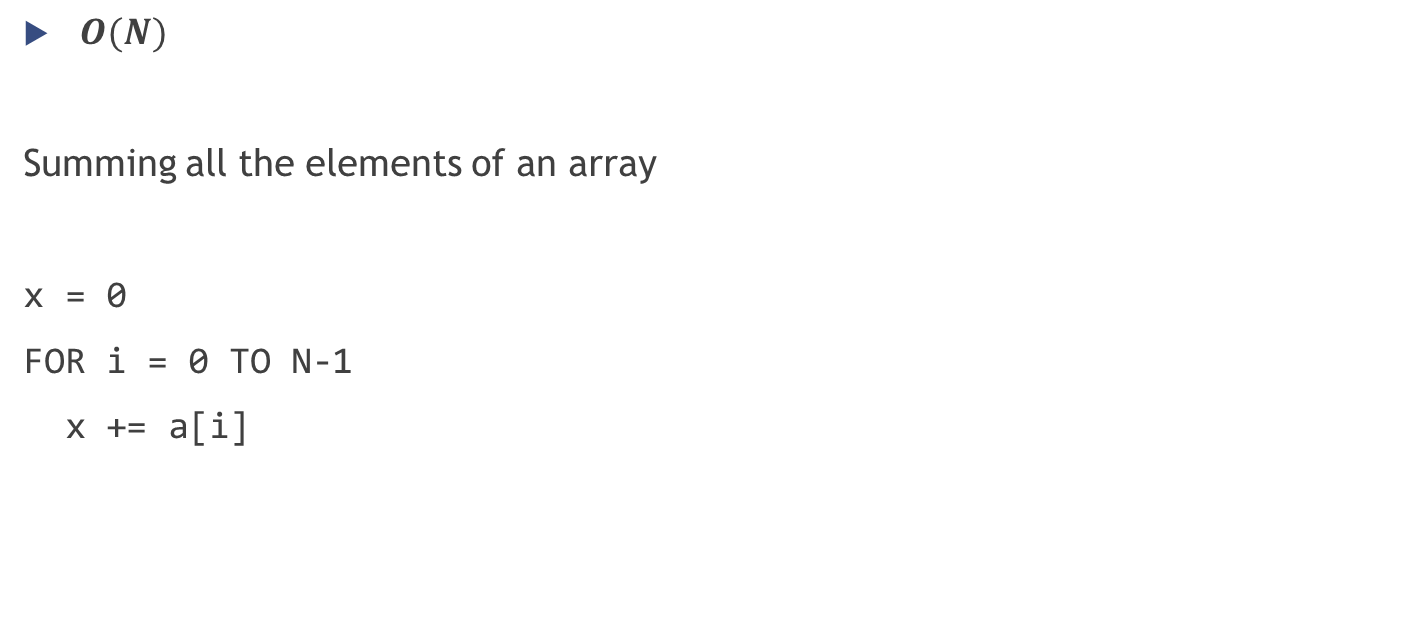 ▶ O(N)
Summing all the elements of an array
x = 0
FOR i = 0 TO N-1
  x += a[i]